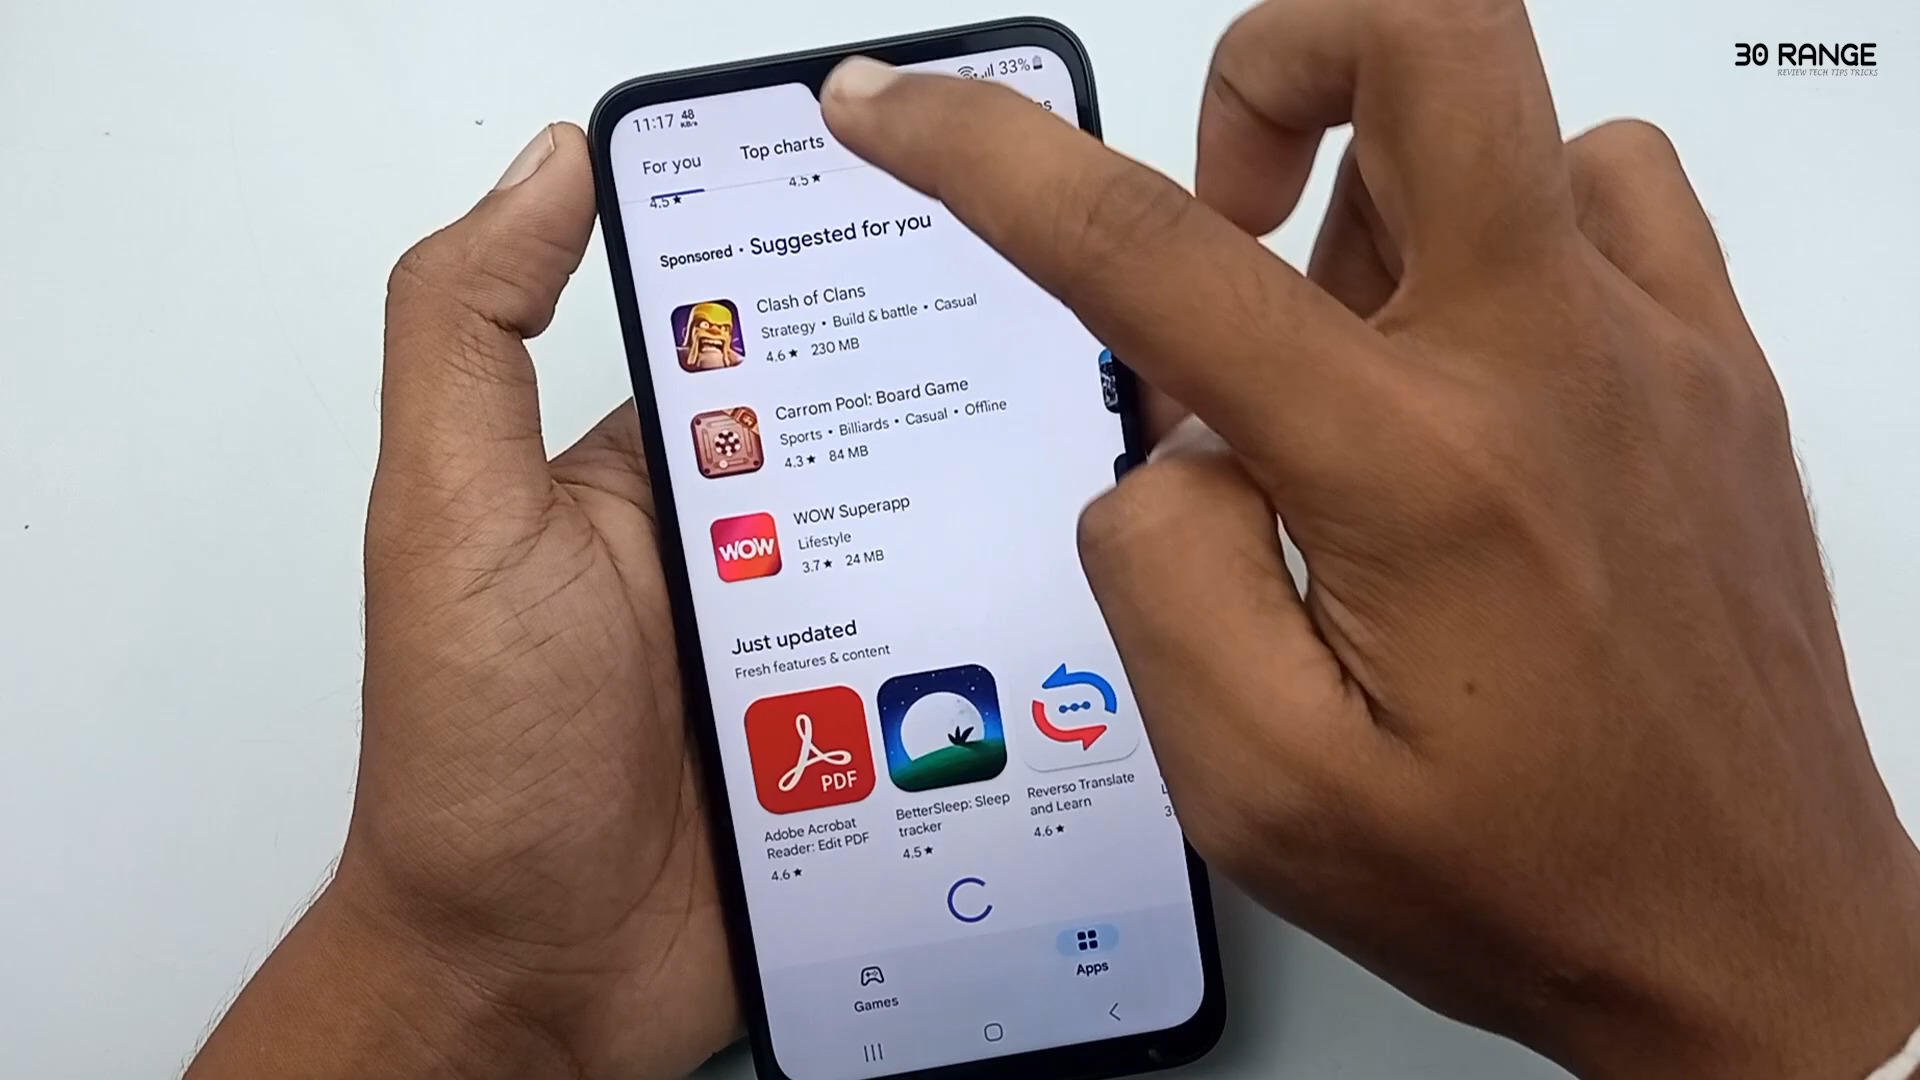 30 RANGE
REVIEW TECH TIPS TRICKS
11:17 48 KB/s
33%
For you Top charts
4.5★ 4.5★
Sponsored • Suggested for you
Clash of Clans
Strategy • Build & battle • Casual
4.6★ 230 MB
Carrom Pool: Board Game
Sports • Billiards • Casual • Offline
4.3★ 84 MB
WOW
WOW Superapp
Lifestyle
3.7★ 24 MB
Just updated
Fresh features & content
PDF
Adobe Acrobat
Reader: Edit PDF
4.6★
BetterSleep: Sleep
tracker
4.5★
Reverso Translate
and Learn
4.6★
Games
Apps